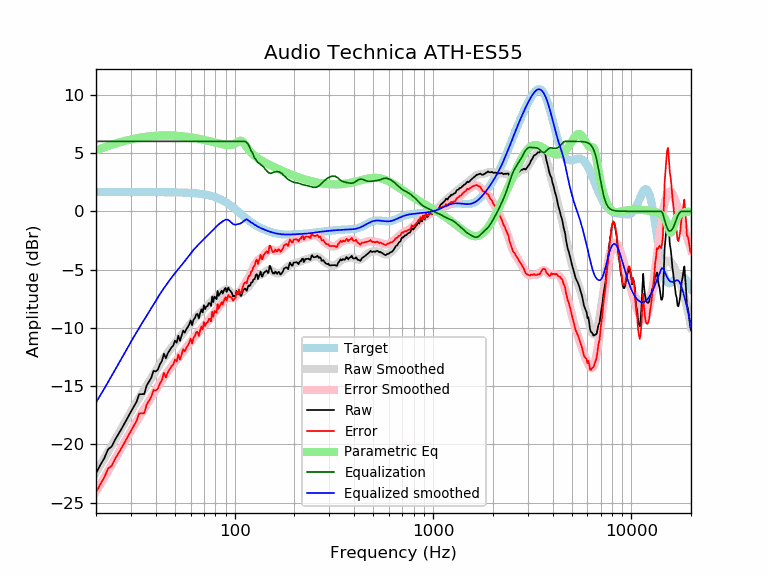 Audio Technica ATH-ES55
Amplitude (dBr)
10
5
0
−5
−10
−15
−20
−25
Target
Raw Smoothed
Error Smoothed
Raw
Error
Parametric Eq
Equalization
Equalized smoothed
100 1000 10000
Frequency (Hz)